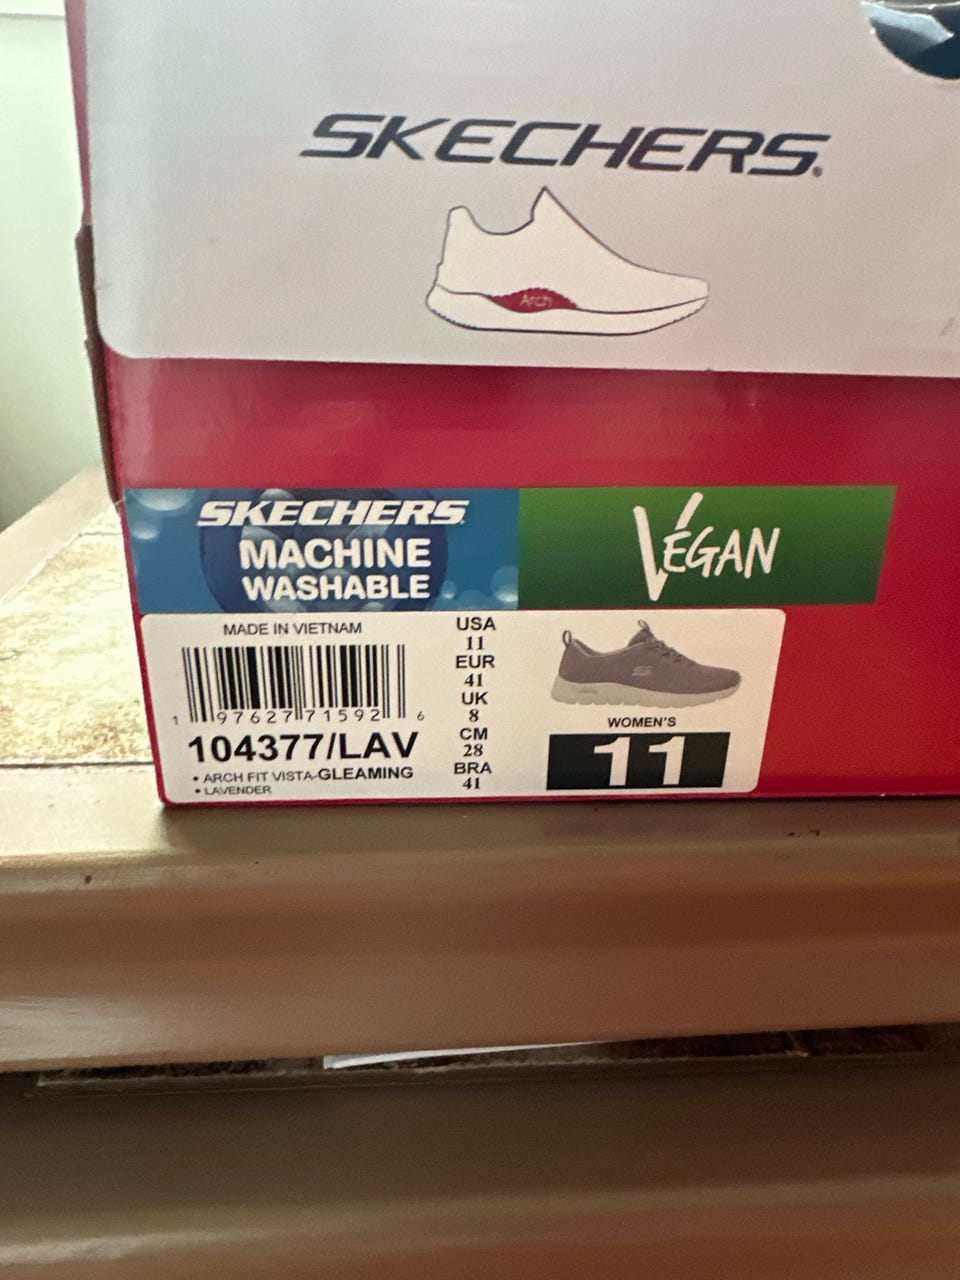 SKECHERS®
Arch
SKECHERS
MACHINE
WASHABLE
VEGAN
MADE IN VIETNAM
1 97627 71592 6
104377/LAV
• ARCH FIT VISTA-GLEAMING
• LAVENDER
USA
11
EUR
41
UK
8
CM
28
BRA
41
WOMEN'S
11